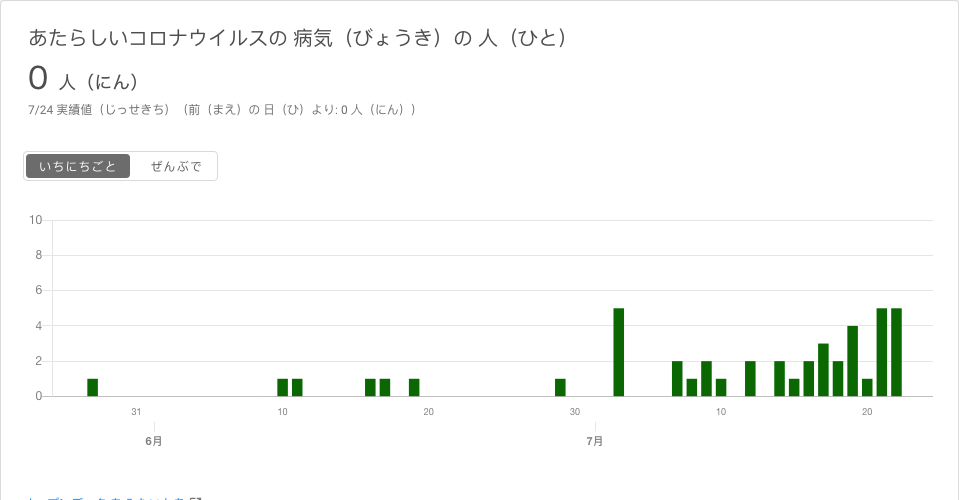 あたらしいコロナウイルスの 病気（びょうき）の 人（ひと）
0 人（にん）
7/24 実績値（じっせきち）（前（まえ）の 日（ひ）より: 0 人（にん））
いちにちごと ぜんぶで
10
8
6
4
2
0
31 10 20 30 10 20
6月 7月